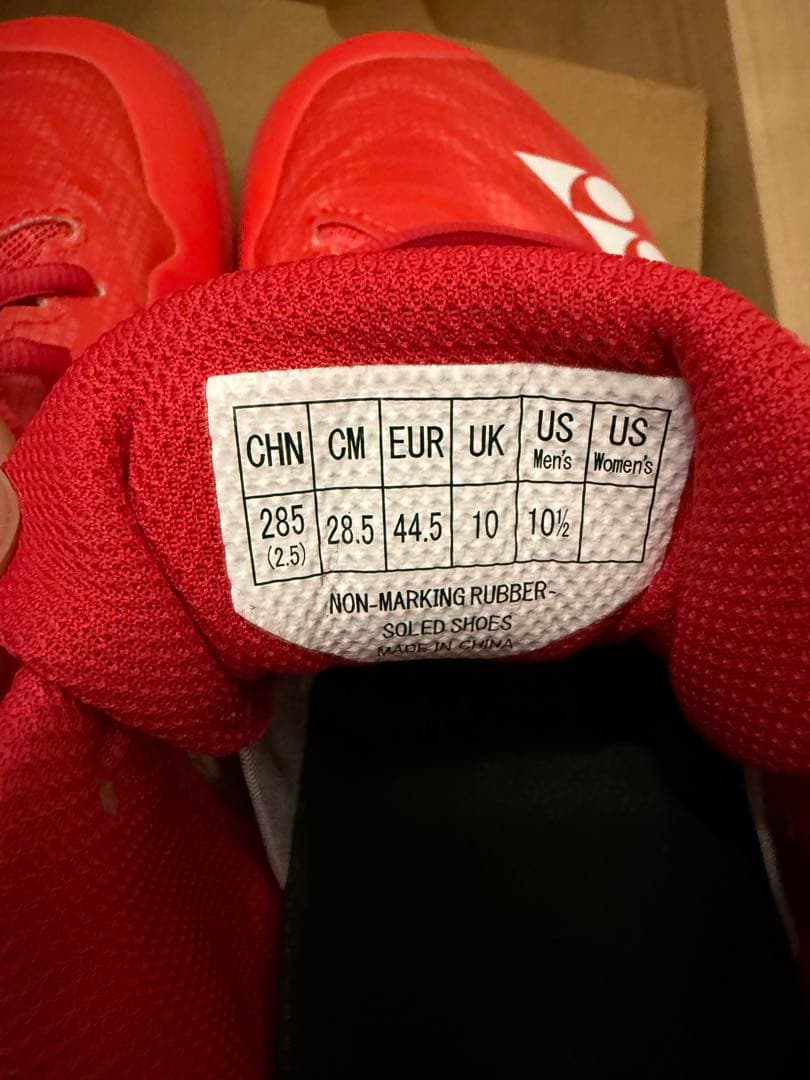 CHN CM EUR UK US Men's US Women's
285 (2.5) 28.5 44.5 10 10½
NON-MARKING RUBBER-
SOLED SHOES
MADE IN CHINA